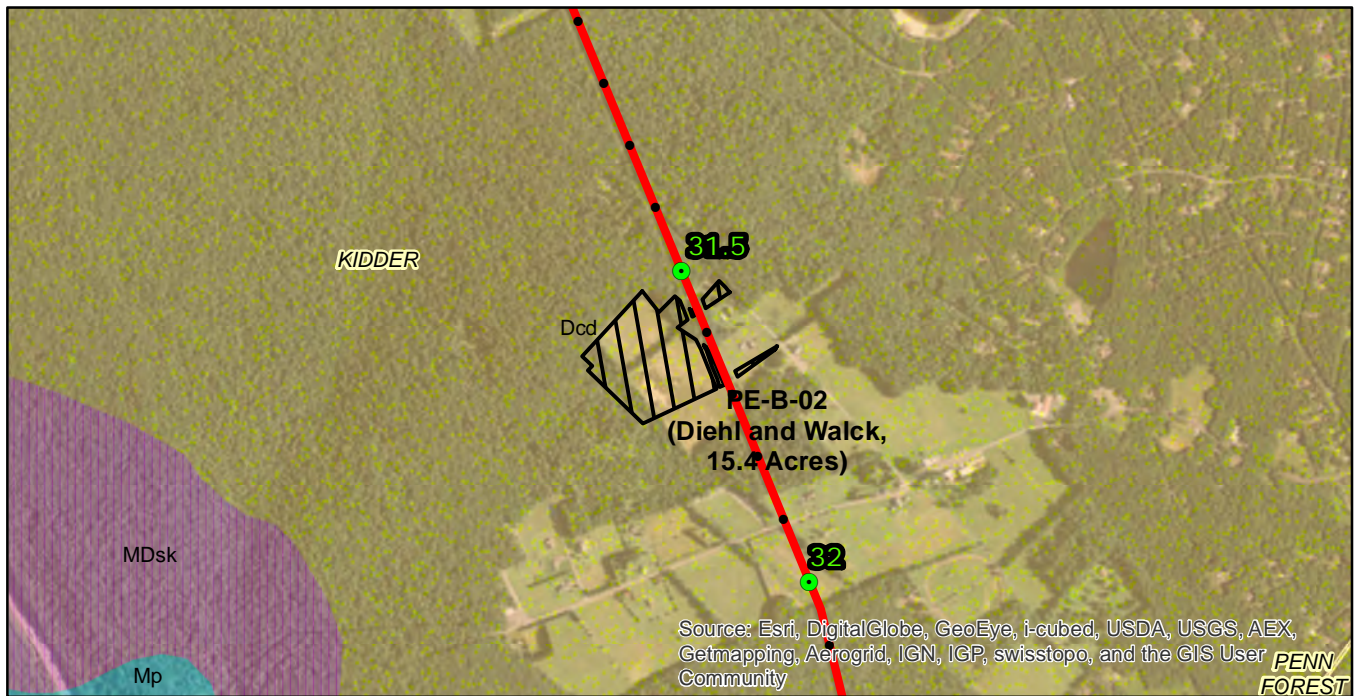 31.5
KIDDER
Dcd
PE-B-02
(Diehl and Walck,
15.4 Acres)
MDsk
32
Mp
Source: Esri, DigitalGlobe, GeoEye, i-cubed, USDA, USGS, AEX,
Getmapping, Aerogrid, IGN, IGP, swisstopo, and the GIS User
Community
PENN
FOREST